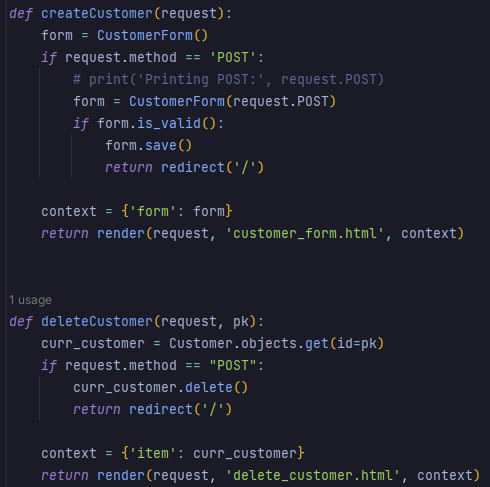 def createCustomer(request):
    form = CustomerForm()
    if request.method == 'POST':
        # print('Printing POST:', request.POST)
        form = CustomerForm(request.POST)
        if form.is_valid():
            form.save()
            return redirect('/')

    context = {'form': form}
    return render(request, 'customer_form.html', context)


1 usage
def deleteCustomer(request, pk):
    curr_customer = Customer.objects.get(id=pk)
    if request.method == "POST":
        curr_customer.delete()
        return redirect('/')

    context = {'item': curr_customer}
    return render(request, 'delete_customer.html', context)